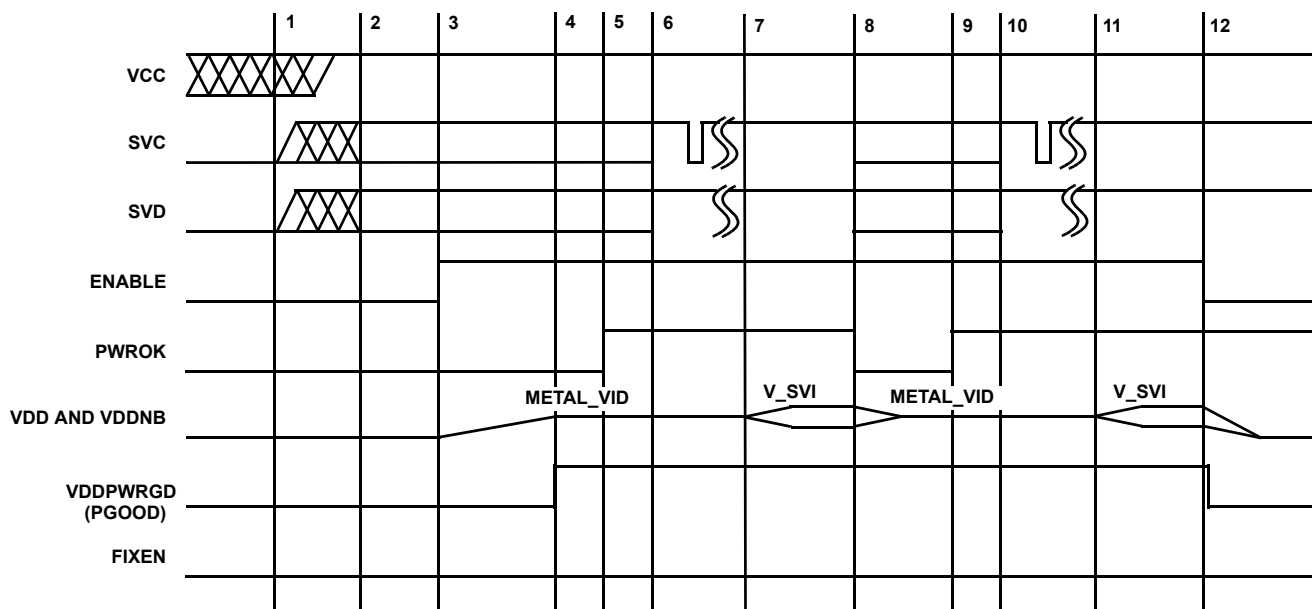 1 2 3 4 5 6 7 8 9 10 11 12
VCC
SVC
SVD
ENABLE
PWROK
METAL_VID V_SVI METAL_VID V_SVI
VDD AND VDDNB
VDDPWRGD
(PGOOD)
FIXEN